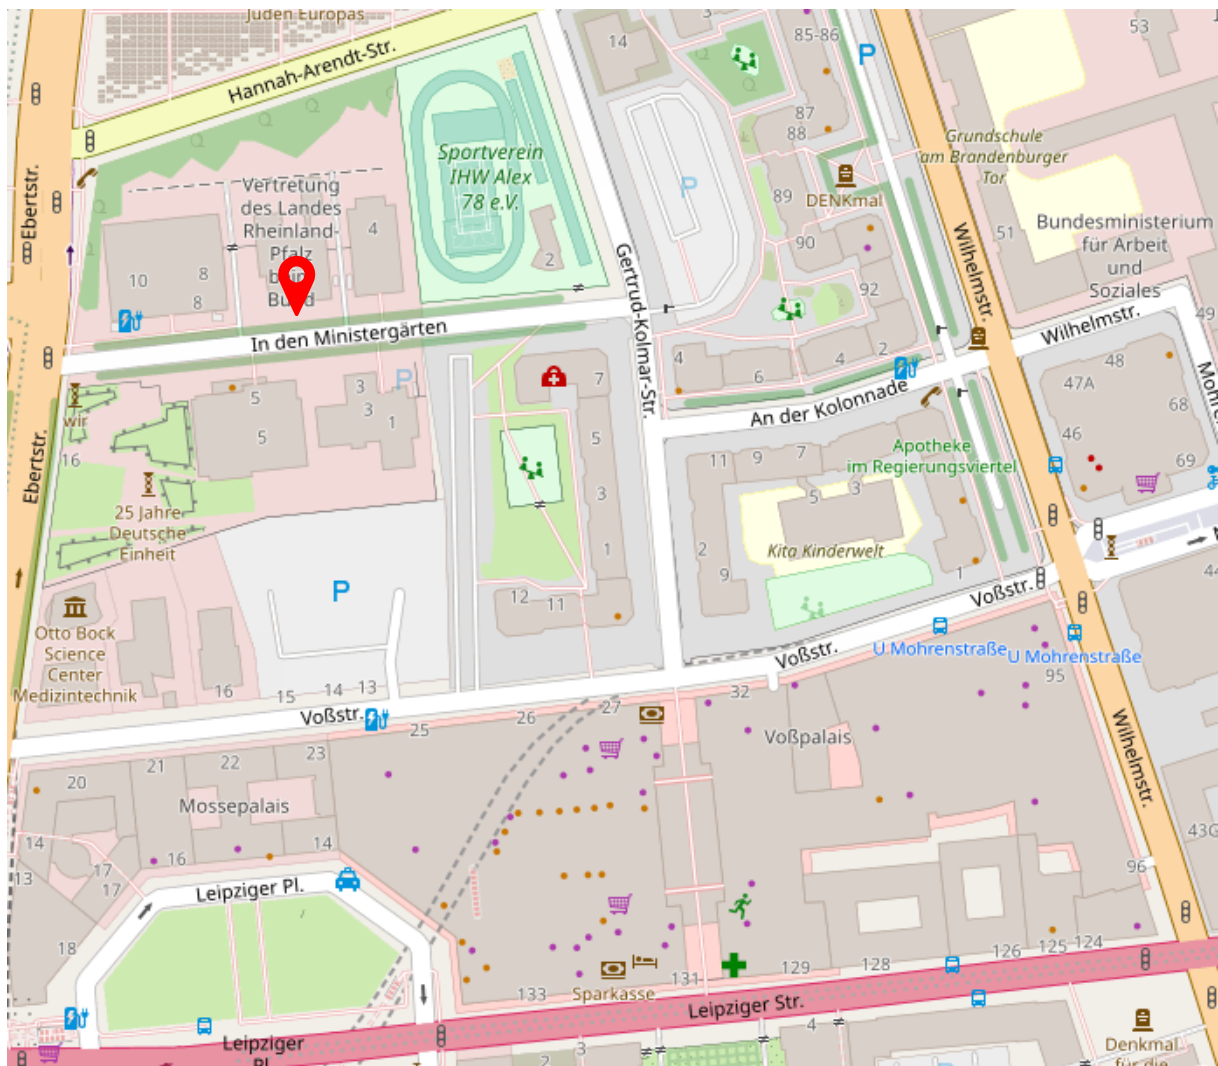 Juden Europas
Hannah-Arendt-Str.
14
3
85-86
P
53
87
88
Grundschule
am Brandenburger
Tor
Ebertstr.
Sportverein
IHW Alex
78 e.V.
P
DENKmal
89
Vertretung
des Landes
Rheinland-
Pfalz
4
2
90
Wilhelmstr.
51
Bundesministerium
für Arbeit
und
Soziales
10
8
8
92
Gertrud-Kolmar-Str.
In den Ministergärten
Wilhelmstr.
49
4
6
4
2
48
47A
An der Kolonnade
P
7
3
3
1
5
5
wir
16
Ebertstr.
68
46
69
5
3
1
11
9
7
5
3
Apotheke
im Regierungsviertel
25 Jahre
Deutsche
Einheit
Kita Kinderwelt
2
9
1
44
P
12
11
Voßstr.
Otto Bock
Science
Center
Medizintechnik
16
15
14
13
Voßstr.
U Mohrenstraße
U Mohrenstraße
95
Voßstr.
25
26
27
32
Voßpalais
Wilhelmstr.
20
21
22
23
Mossepalais
14
16
17
17
14
13
18
Leipziger Pl.
43G
96
133
Sparkasse
131
129
128
126
125
124
Leipziger Str.
Leipziger
Pl.
2
3
4
Denkmal
für die